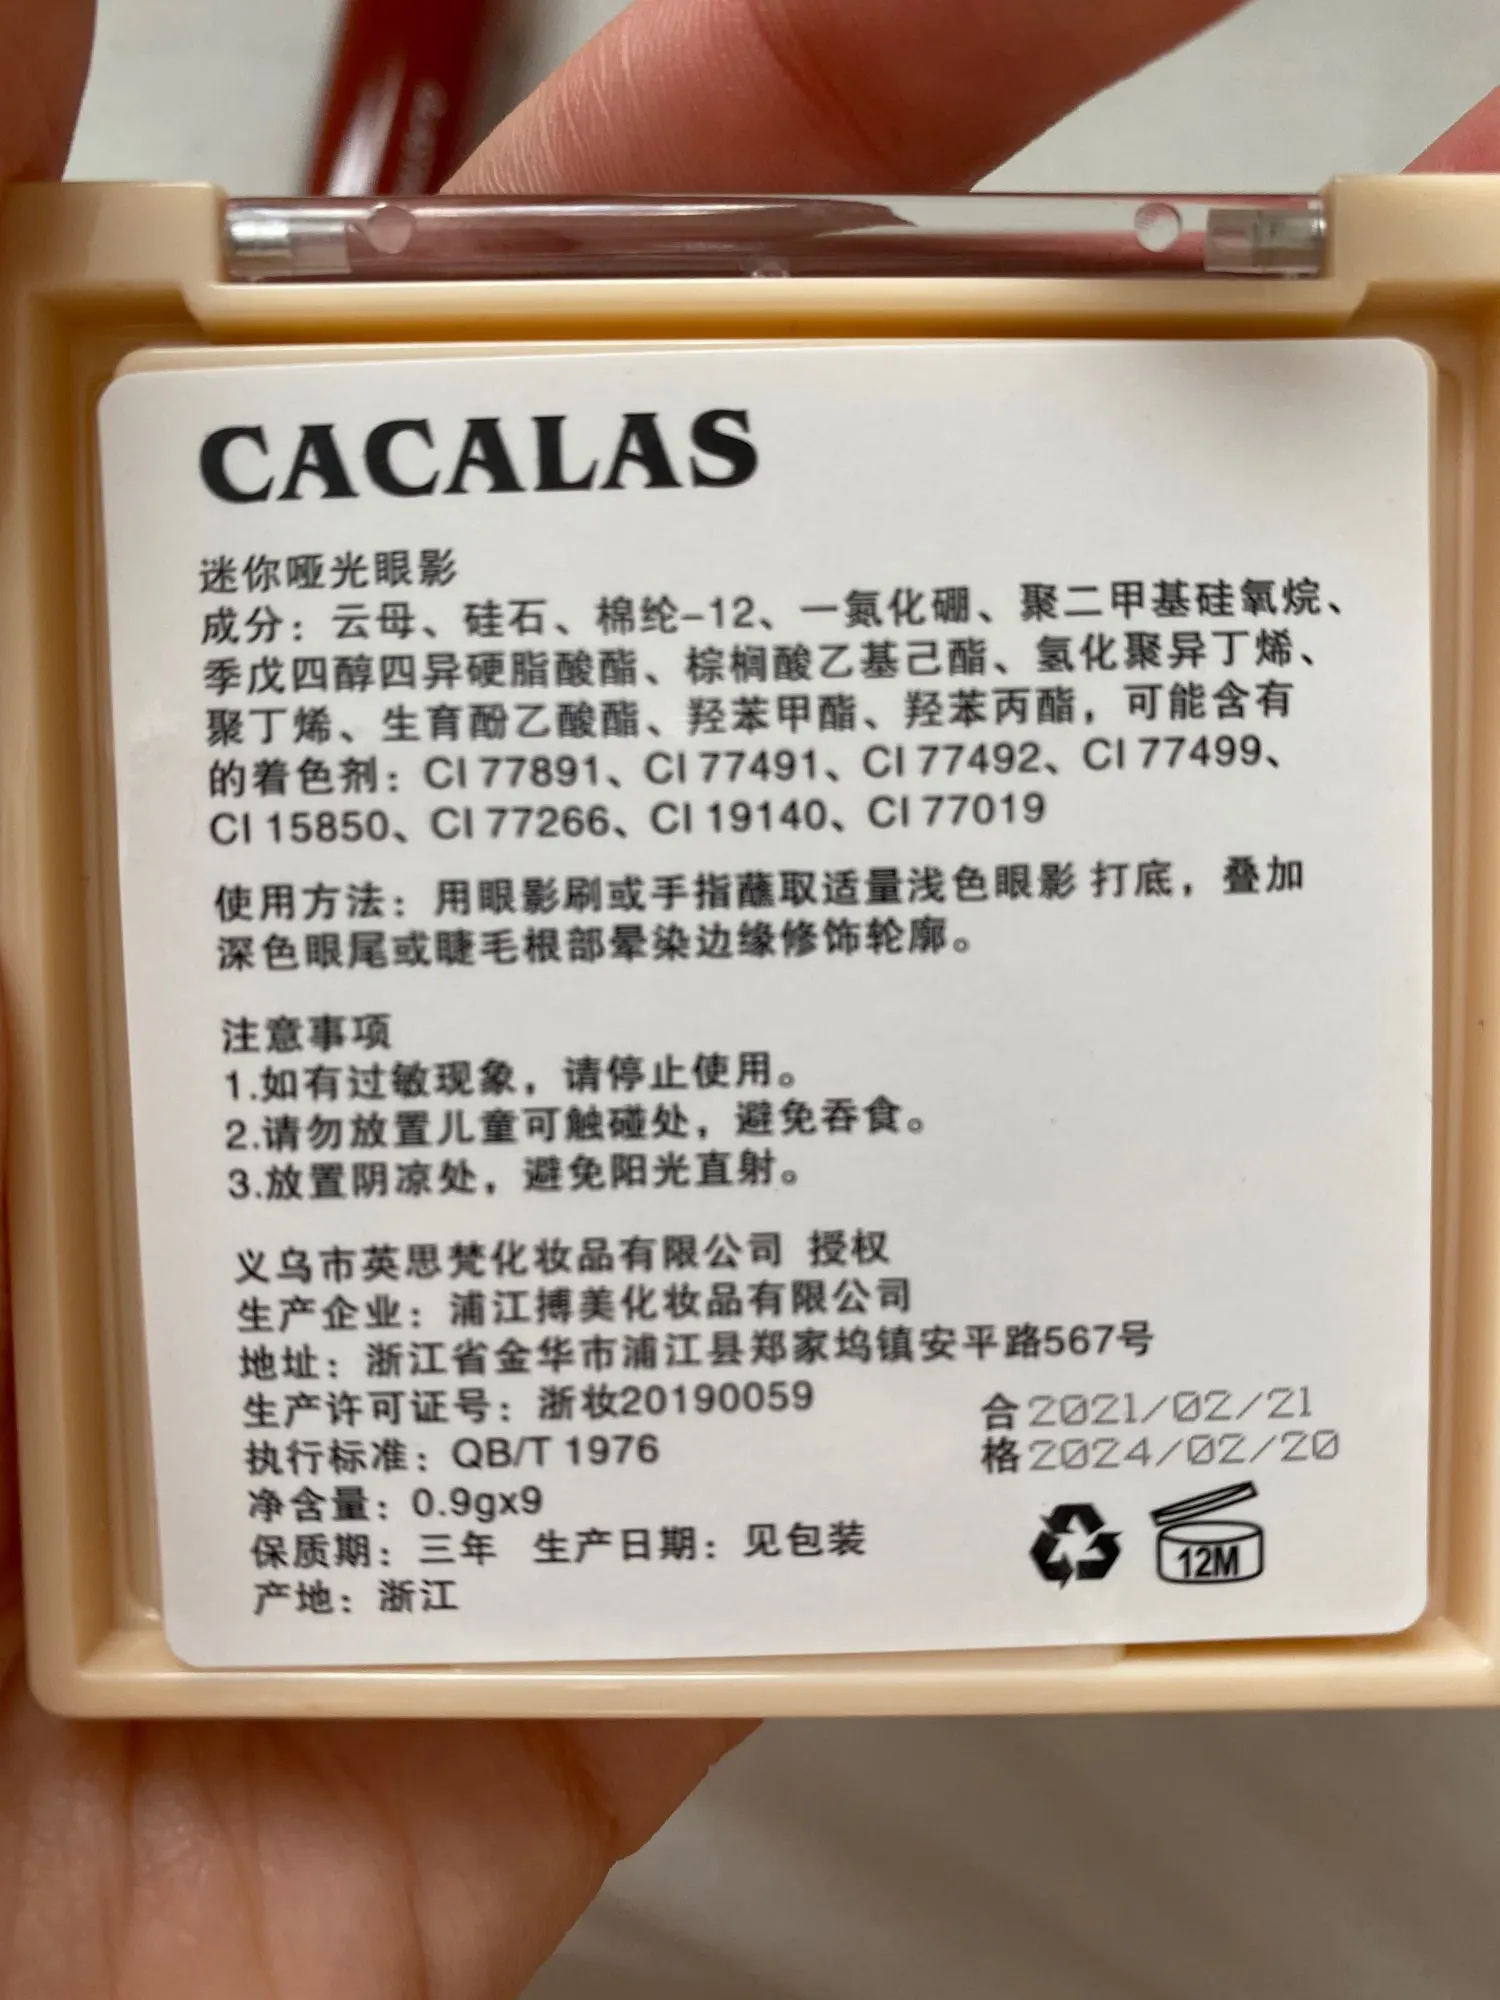 CACALAS
迷你哑光眼影
成分：云母、硅石、棉纶-12、一氮化硼、聚二甲基硅氧烷、
季戊四醇四异硬脂酸酯、棕榈酸乙基己酯、氢化聚异丁烯、
聚丁烯、生育酚乙酸酯、羟苯甲酯、羟苯丙酯，可能含有
的着色剂：CI 77891、CI 77491、CI 77492、CI 77499、
CI 15850、CI 77266、CI 19140、CI 77019
使用方法：用眼影刷或手指蘸取适量浅色眼影 打底，叠加
深色眼尾或睫毛根部晕染边缘修饰轮廓。
注意事项
1.如有过敏现象，请停止使用。
2.请勿放置儿童可触碰处，避免吞食。
3.放置阴凉处，避免阳光直射。
义乌市英思梵化妆品有限公司 授权
生产企业：浦江搏美化妆品有限公司
地址：浙江省金华市浦江县郑家坞镇安平路567号
生产许可证号：浙妆20190059
执行标准：QB/T 1976
净含量：0.9gx9
保质期：三年 生产日期：见包装
产地：浙江
合2021/02/21
格2024/02/20
12M